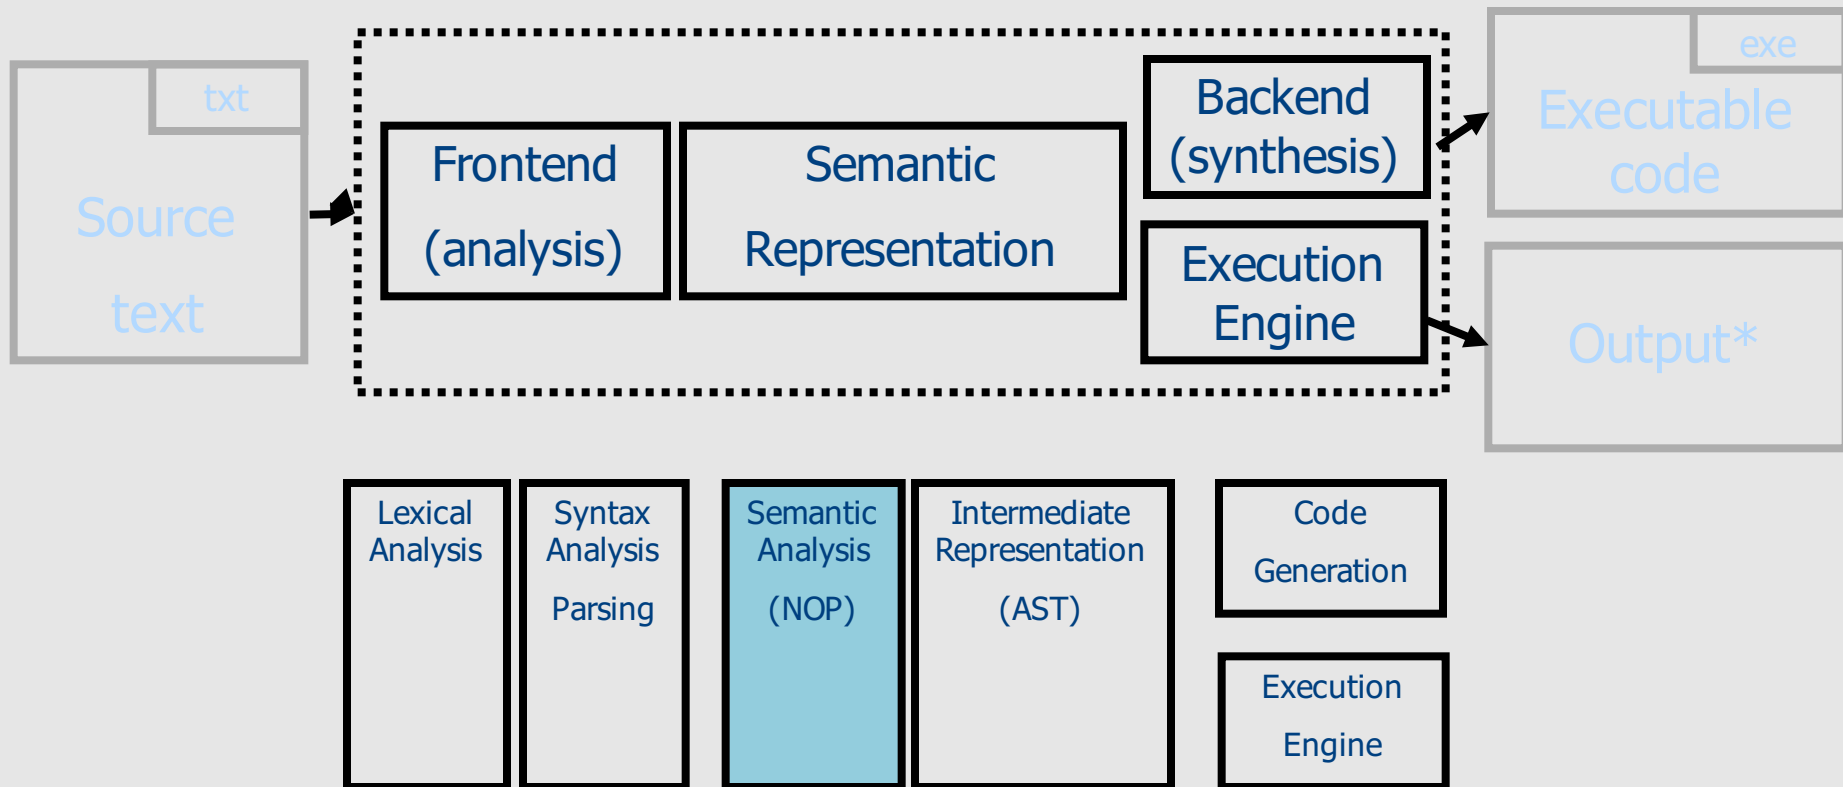 txt
Source
text
Frontend
(analysis)
Semantic
Representation
Backend
(synthesis)
Execution
Engine
exe
Executable
code
Output*
Lexical
Analysis
Syntax
Analysis
Parsing
Semantic
Analysis
(NOP)
Intermediate
Representation
(AST)
Code
Generation
Execution
Engine